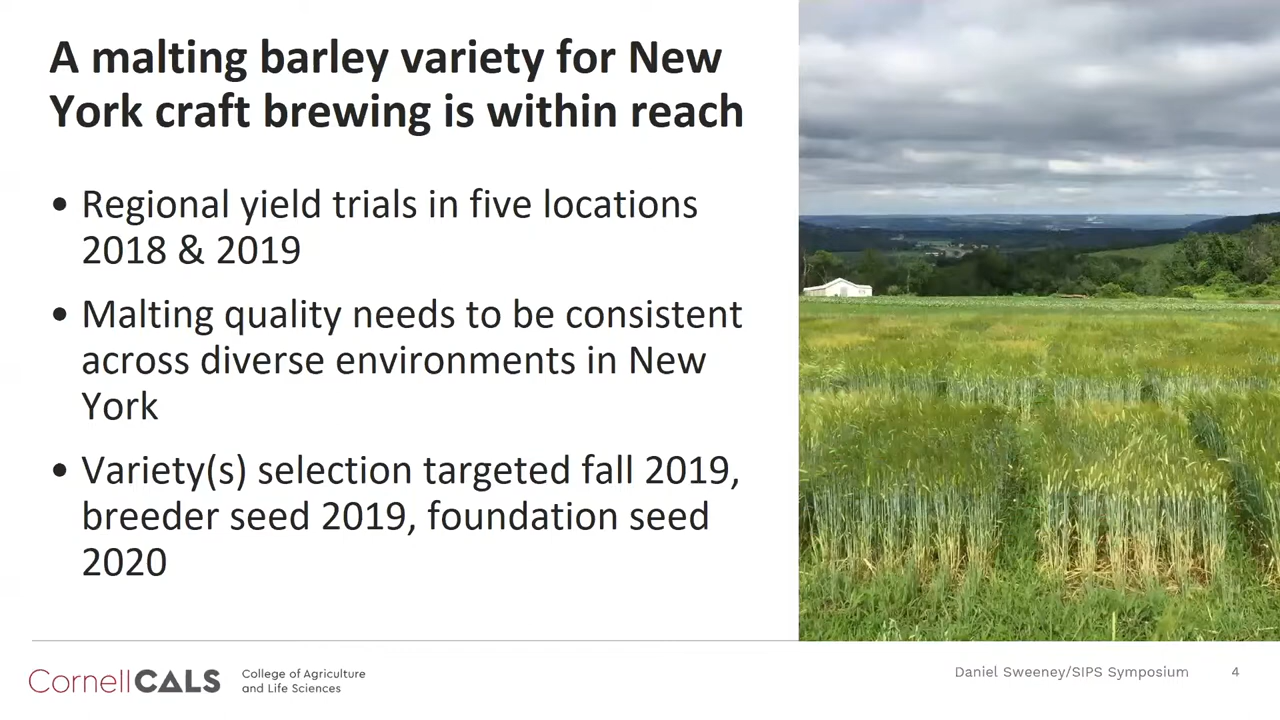 A malting barley variety for New
York craft brewing is within reach
• Regional yield trials in five locations
2018 & 2019
• Malting quality needs to be consistent
across diverse environments in New
York
• Variety(s) selection targeted fall 2019,
breeder seed 2019, foundation seed
2020
CornellCALS
College of Agriculture
and Life Sciences
Daniel Sweeney/SIPS Symposium
4